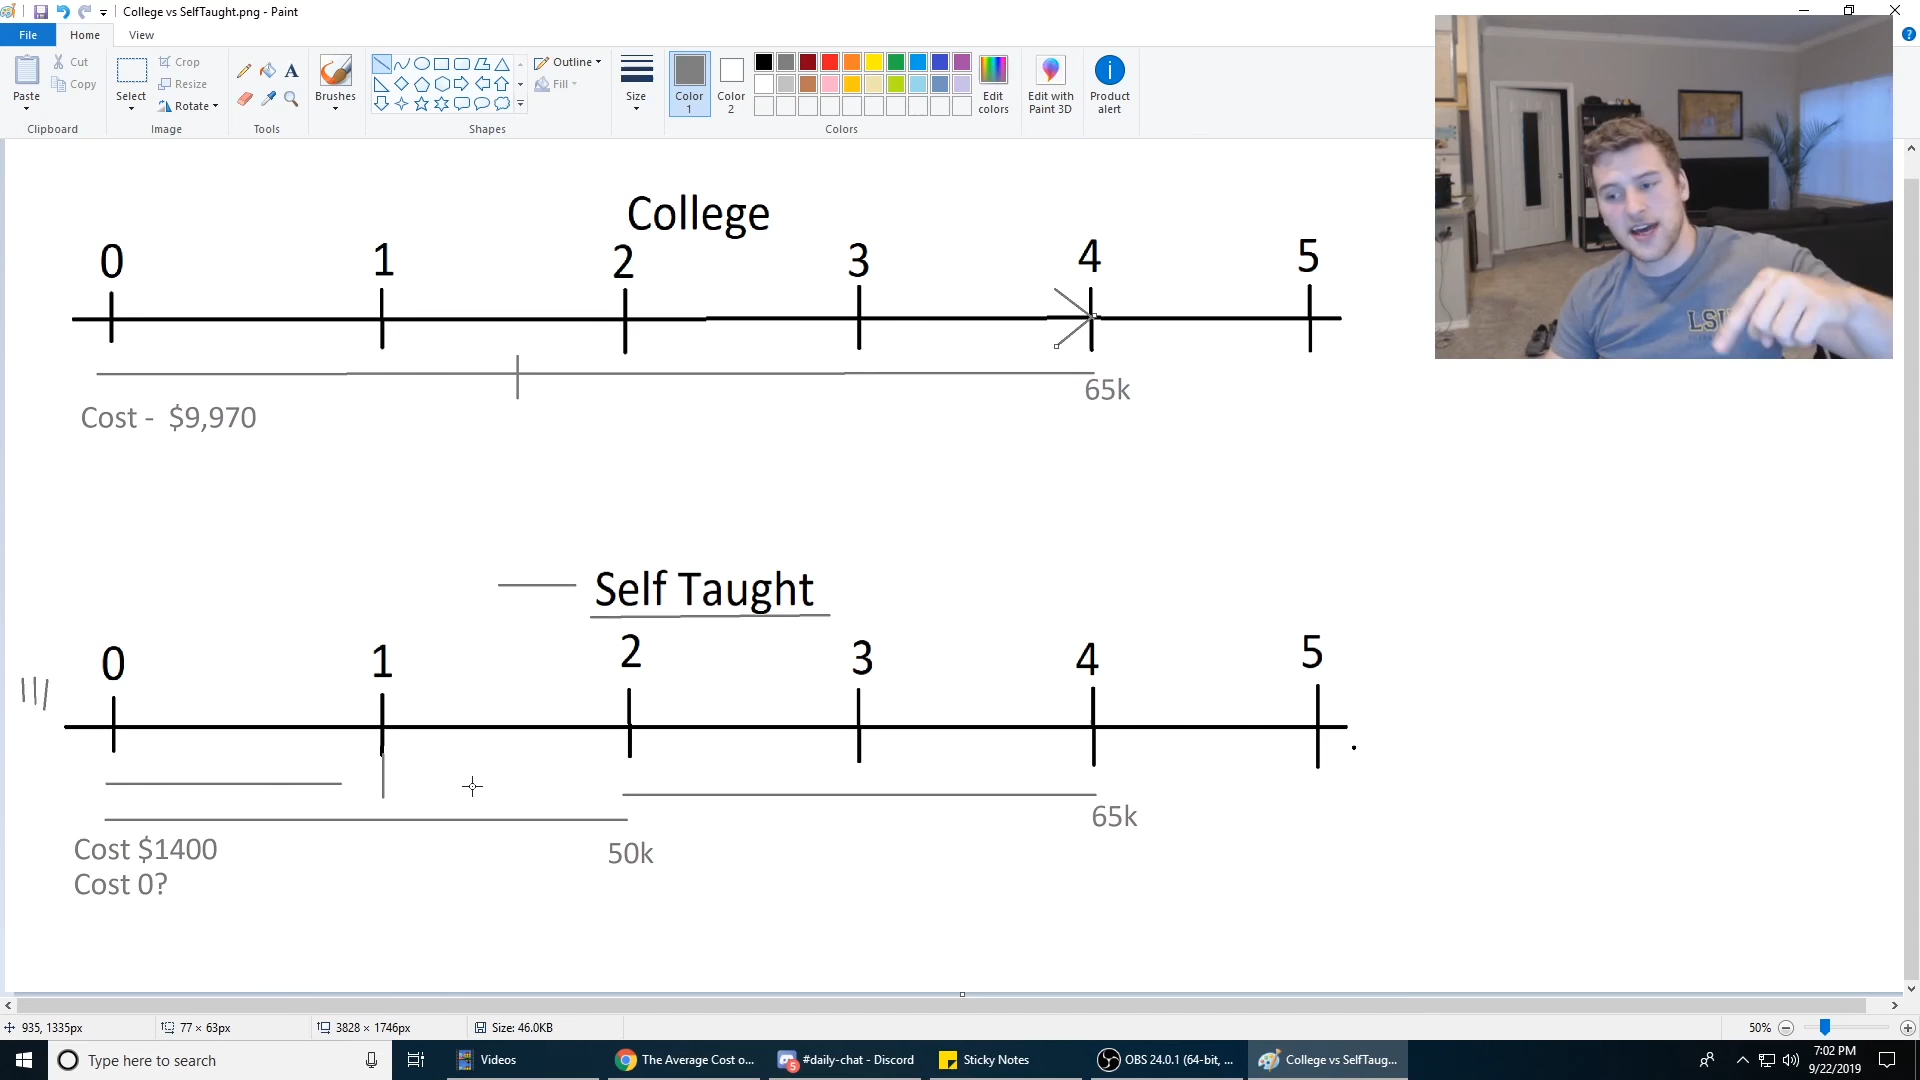 College vs SelfTaught.png - Paint
File Home View
Paste
Cut
Copy
Clipboard
Select
Crop
Resize
Rotate
Image
Tools
Brushes
Shapes
Outline
Fill
Size
Color 1
Color 2
Colors
Edit colors
Edit with Paint 3D
Product alert
LSU
College
0 1 2 3 4 5
65k
Cost - $9,970
Self Taught
0 1 2 3 4 5
65k
Cost $1400
50k
Cost 0?
935, 1335px
77 × 63px
3828 × 1746px
Size: 46.0KB
50%
Type here to search
Videos
The Average Cost o...
#daily-chat - Discord
Sticky Notes
OBS 24.0.1 (64-bit, ...
College vs SelfTaug...
7:02 PM
9/22/2019